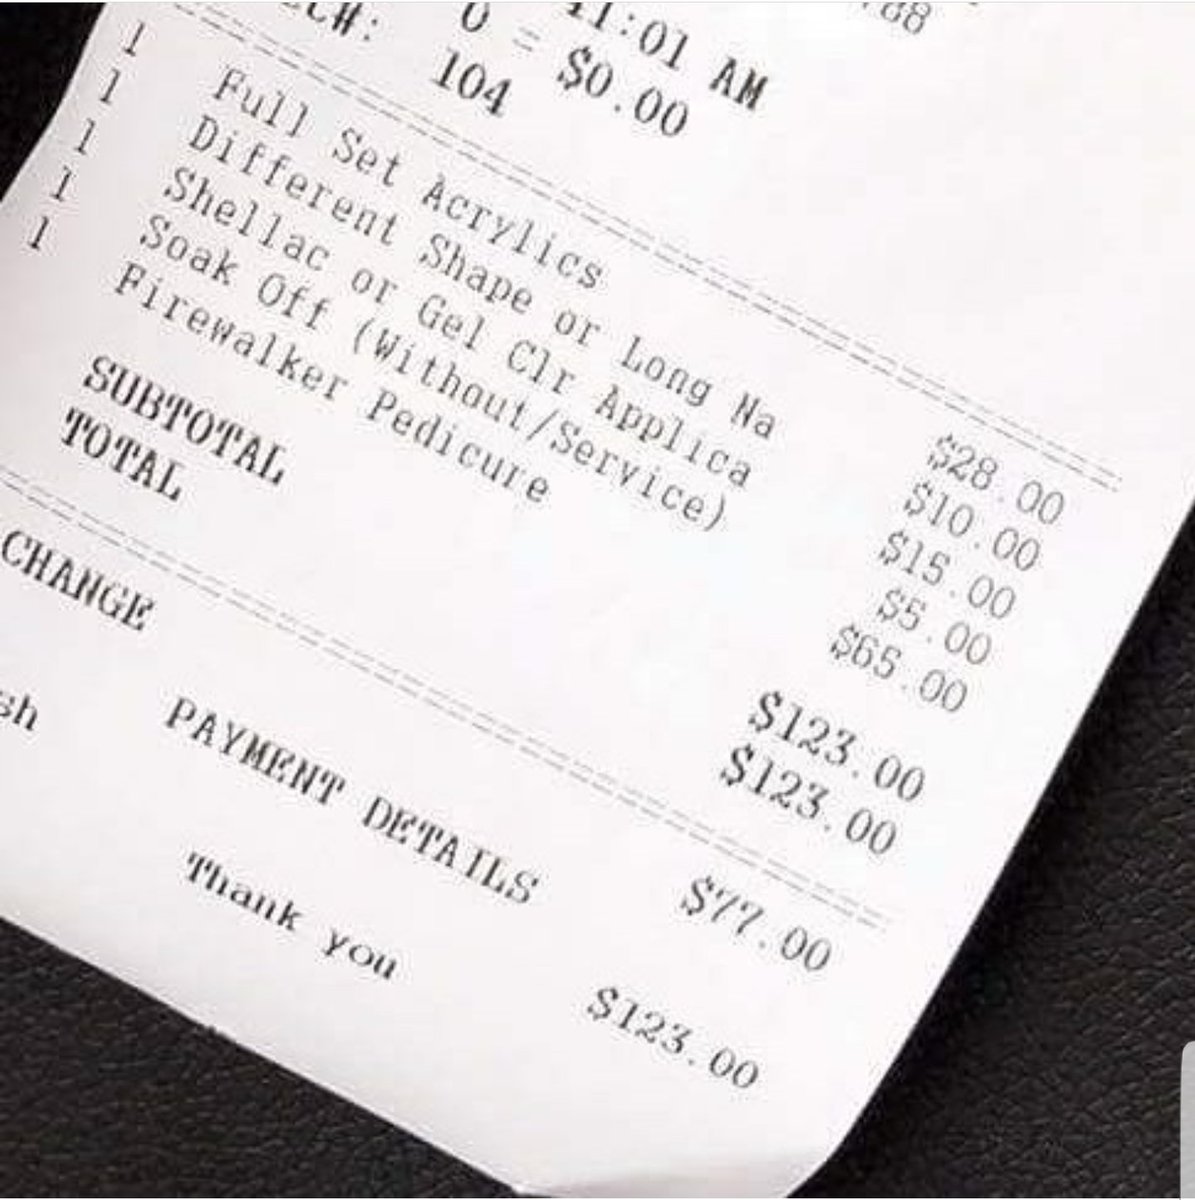 11:01 AM
0 = $0.00
104
1 Full Set Acrylics $28.00
1 Different Shape or Long Na $10.00
1 Shellac or Gel Clr Applica $15.00
1 Soak Off (Without/Service) $5.00
1 Firewalker Pedicure $65.00
SUBTOTAL $123.00
TOTAL $123.00
CHANGE $77.00
PAYMENT DETAILS
sh $123.00
Thank you